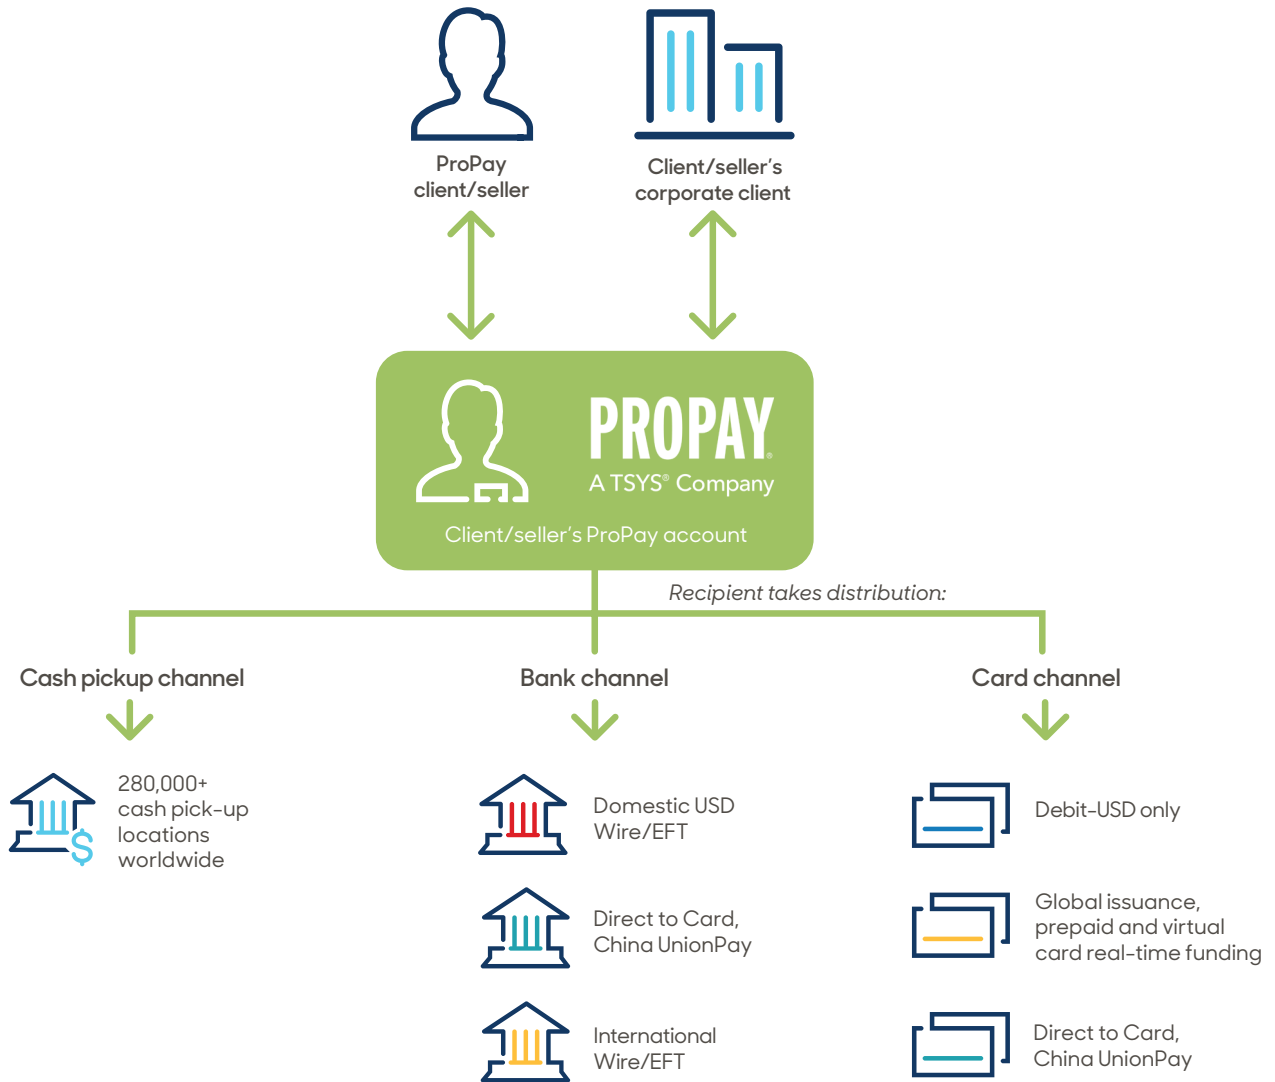 ProPay
client/seller
Client/seller's
corporate client
PROPAY®
A TSYS® Company
Client/seller's ProPay account
Recipient takes distribution:
Cash pickup channel
280,000+
cash pick-up
locations
worldwide
Bank channel
Domestic USD
Wire/EFT
Direct to Card,
China UnionPay
International
Wire/EFT
Card channel
Debit-USD only
Global issuance,
prepaid and virtual
card real-time funding
Direct to Card,
China UnionPay